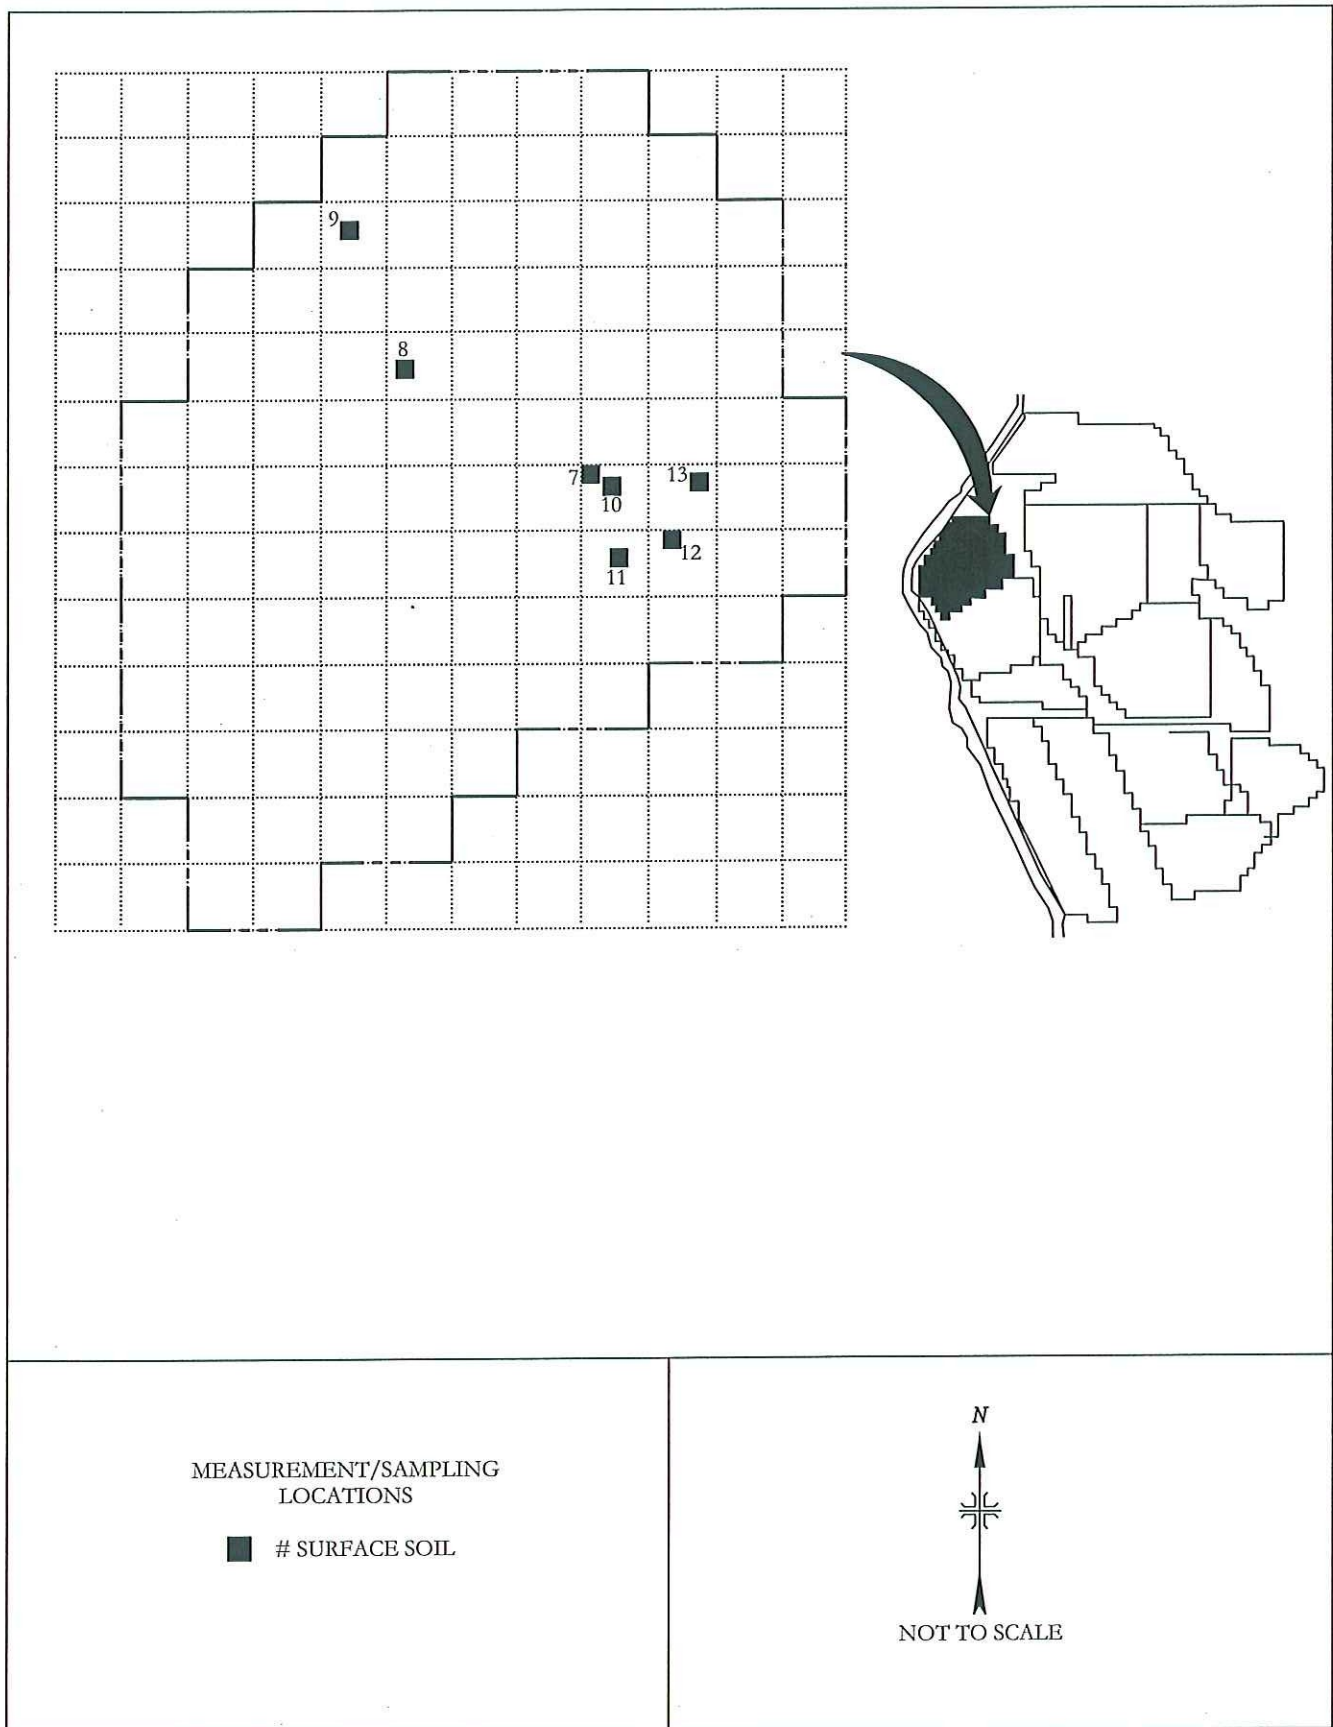 9
8
7
10
13
12
11
MEASUREMENT/SAMPLING
LOCATIONS
# SURFACE SOIL
N
NOT TO SCALE